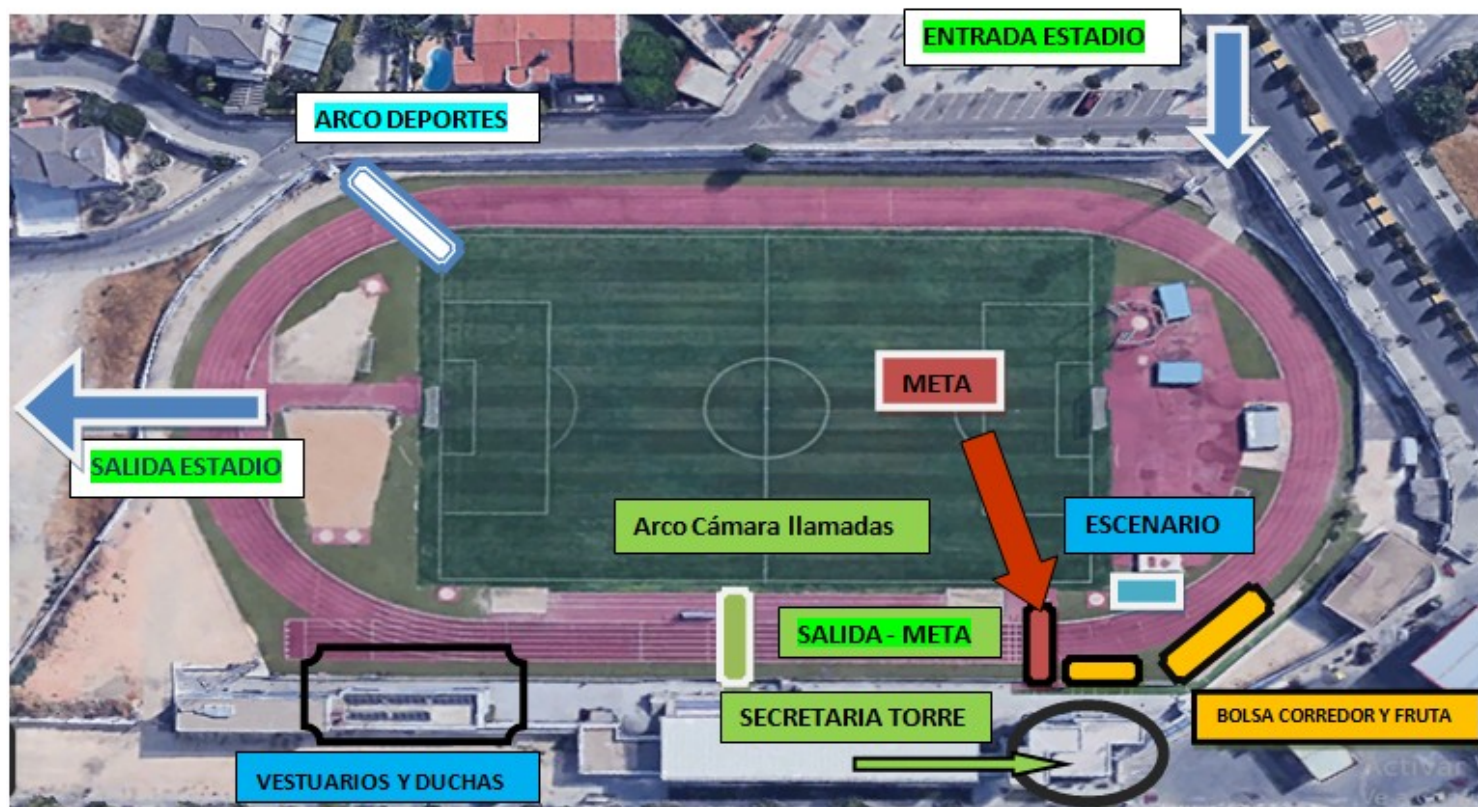 ENTRADA ESTADIO
ARCO DEPORTES
META
SALIDA ESTADIO
Arco Cámara llamadas
ESCENARIO
SALIDA - META
SECRETARIA TORRE
BOLSA CORREDOR Y FRUTA
VESTUARIOS Y DUCHAS
Activar